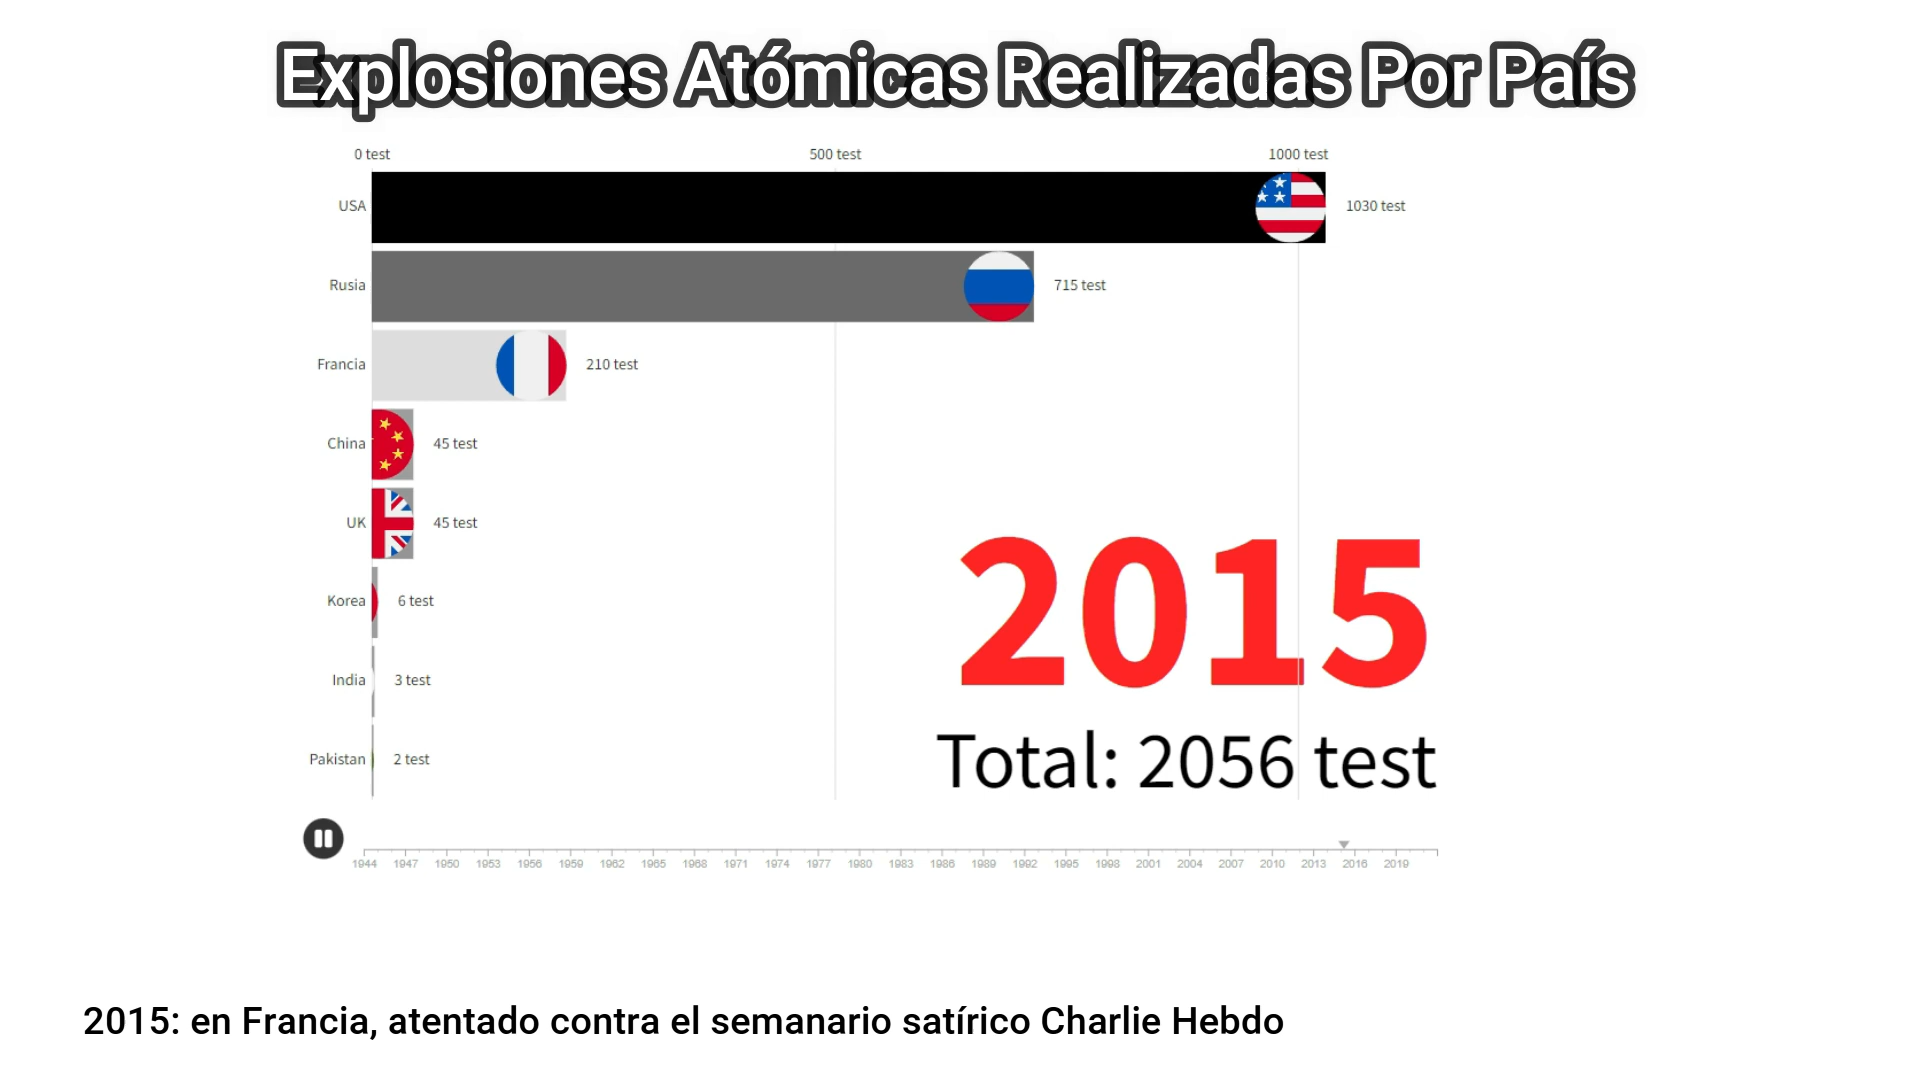 Explosiones Atómicas Realizadas Por País
0 test 500 test 1000 test
USA 1030 test
Rusia 715 test
Francia 210 test
China 45 test
UK 45 test
Korea 6 test
India 3 test
Pakistan 2 test
2015
Total: 2056 test
1944 1947 1950 1953 1956 1959 1962 1965 1968 1971 1974 1977 1980 1983 1986 1989 1992 1995 1998 2001 2004 2007 2010 2013 2016 2019
2015: en Francia, atentado contra el semanario satírico Charlie Hebdo